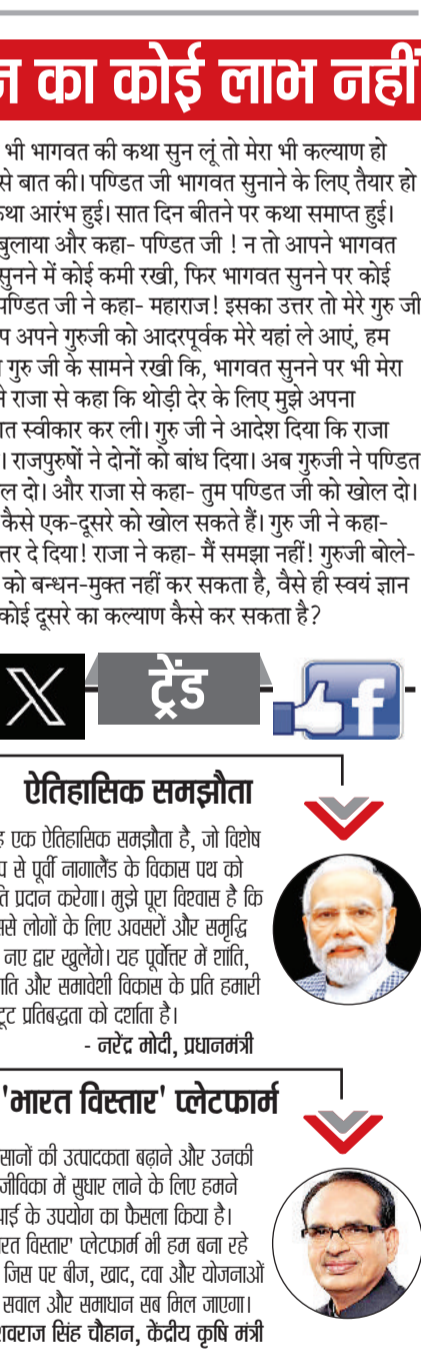 का कोई लाभ नहीं
भी भागवत की कथा सुन लूं तो मेरा भी कल्याण हो
से बात की। पण्डित जी भागवत सुनाने के लिए तैयार हो
आरंभ हुई। सात दिन बीतने पर कथा समाप्त हुई।
बुलाया और कहा- पण्डित जी ! न तो आपने भागवत
सुनने में कोई कमी रखी, फिर भागवत सुनने पर कोई
पण्डित जी ने कहा- महाराज! इसका उत्तर तो मेरे गुरु जी
अपने गुरुजी को आदरपूर्वक मेरे यहां ले आएं, हम
गुरु जी के सामने रखी कि, भागवत सुनने पर भी मेरा
ने राजा से कहा कि थोड़ी देर के लिए मुझे अपना
स्वीकार कर ली। गुरु जी ने आदेश दिया कि राजा
। राजपुरुषों ने दोनों को बांध दिया। अब गुरुजी ने पण्डित
दो। और राजा से कहा- तुम पण्डित जी को खोल दो।
कैसे एक-दूसरे को खोल सकते हैं। गुरु जी ने कहा-
दे दिया! राजा ने कहा- मैं समझा नहीं! गुरुजी बोले-
को बन्धन-मुक्त नहीं कर सकता है, वैसे ही स्वयं ज्ञान
कोई दूसरे का कल्याण कैसे कर सकता है?
X ट्रेंड f
ऐतिहासिक समझौता
एक ऐतिहासिक समझौता है, जो विशेष
से पूर्वी नागालैंड के विकास पथ को
प्रदान करेगा। मुझे पूरा विश्वास है कि
लोगों के लिए अवसरों और समृद्धि
नए द्वार खुलेंगे। यह पूर्वोत्तर में शांति,
और समावेशी विकास के प्रति हमारी
प्रतिबद्धता को दर्शाता है।
- नरेंद्र मोदी, प्रधानमंत्री
'भारत विस्तार' प्लेटफार्म
की उत्पादकता बढ़ाने और उनकी
में सुधार लाने के लिए हमने
के उपयोग का फैसला किया है।
विस्तार' प्लेटफार्म भी हम बना रहे
जिस पर बीज, खाद, दवा और योजनाओं
सवाल और समाधान सब मिल जाएगा।
सिंह चौहान, केंद्रीय कृषि मंत्री